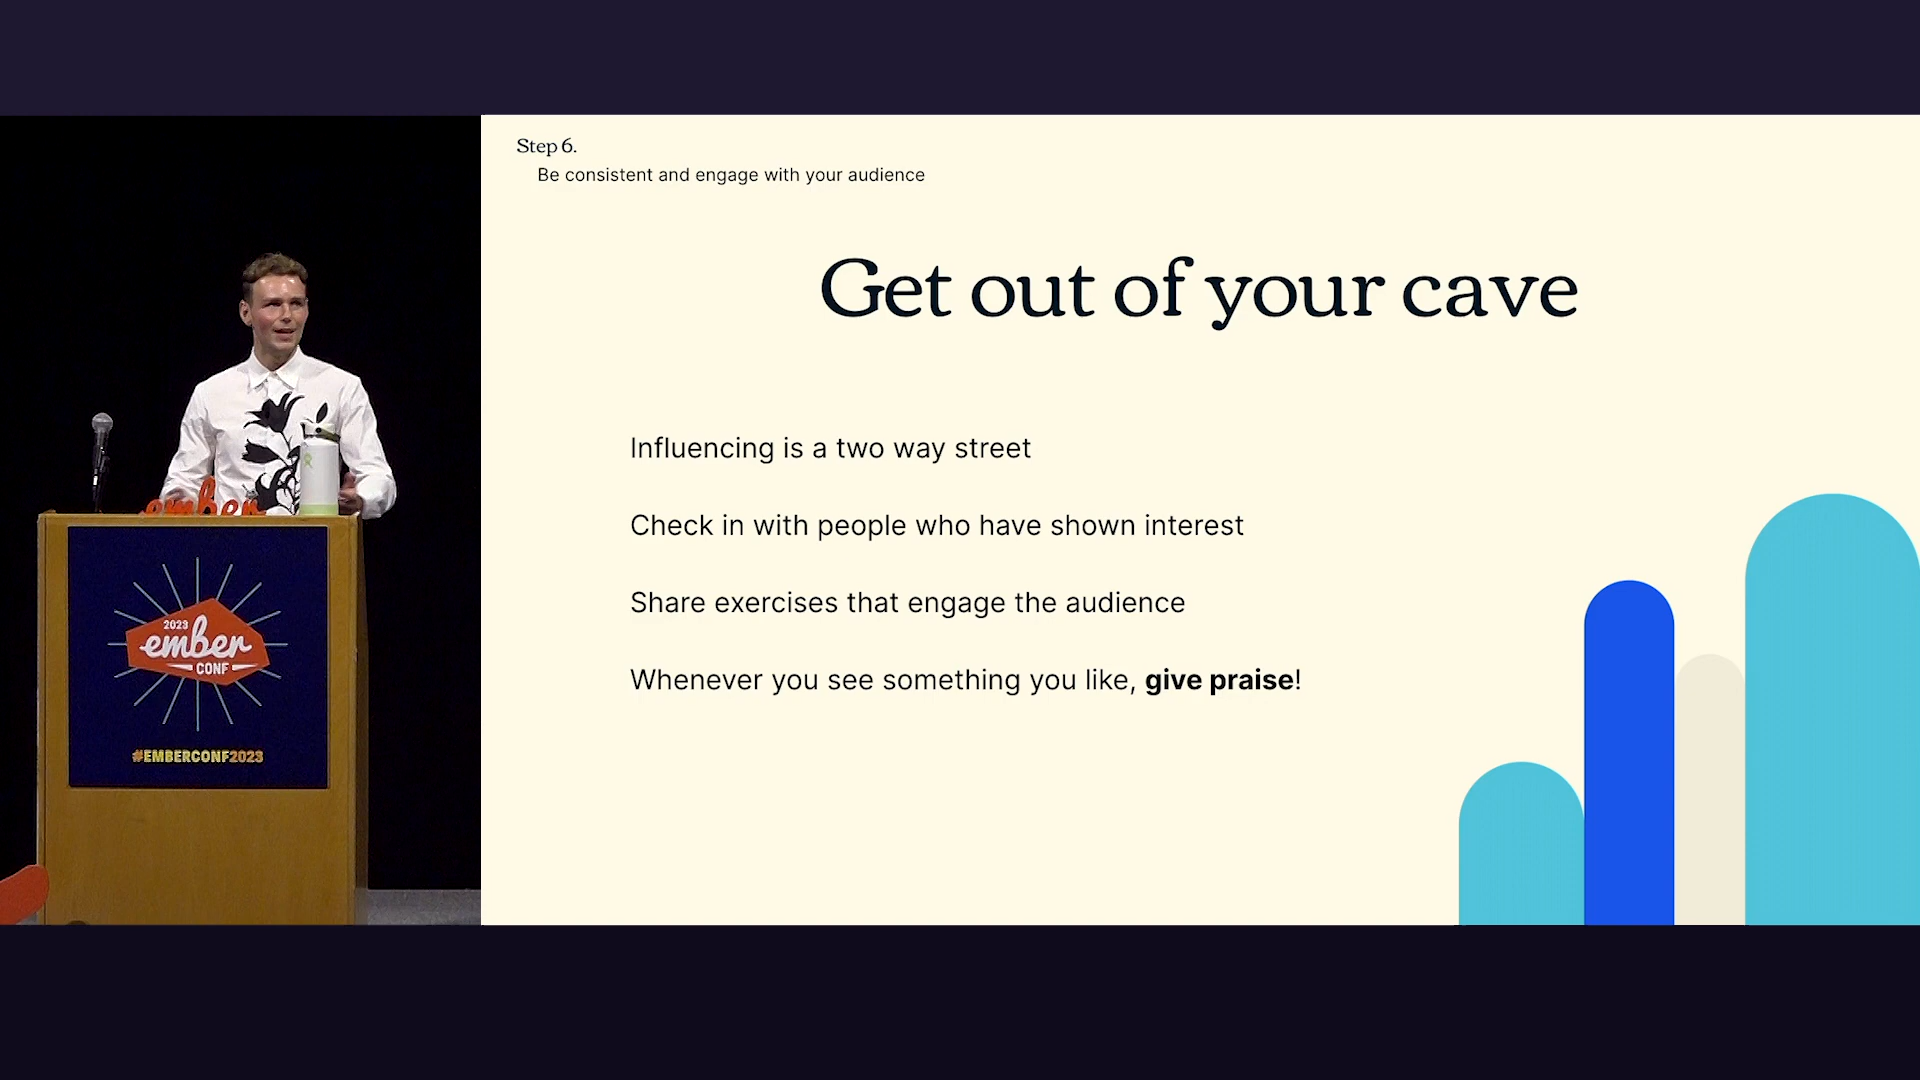 Step 6.
Be consistent and engage with your audience
Get out of your cave
Influencing is a two way street
Check in with people who have shown interest
Share exercises that engage the audience
Whenever you see something you like, give praise!
ember
2023
ember
CONF
#EMBERCONF2023